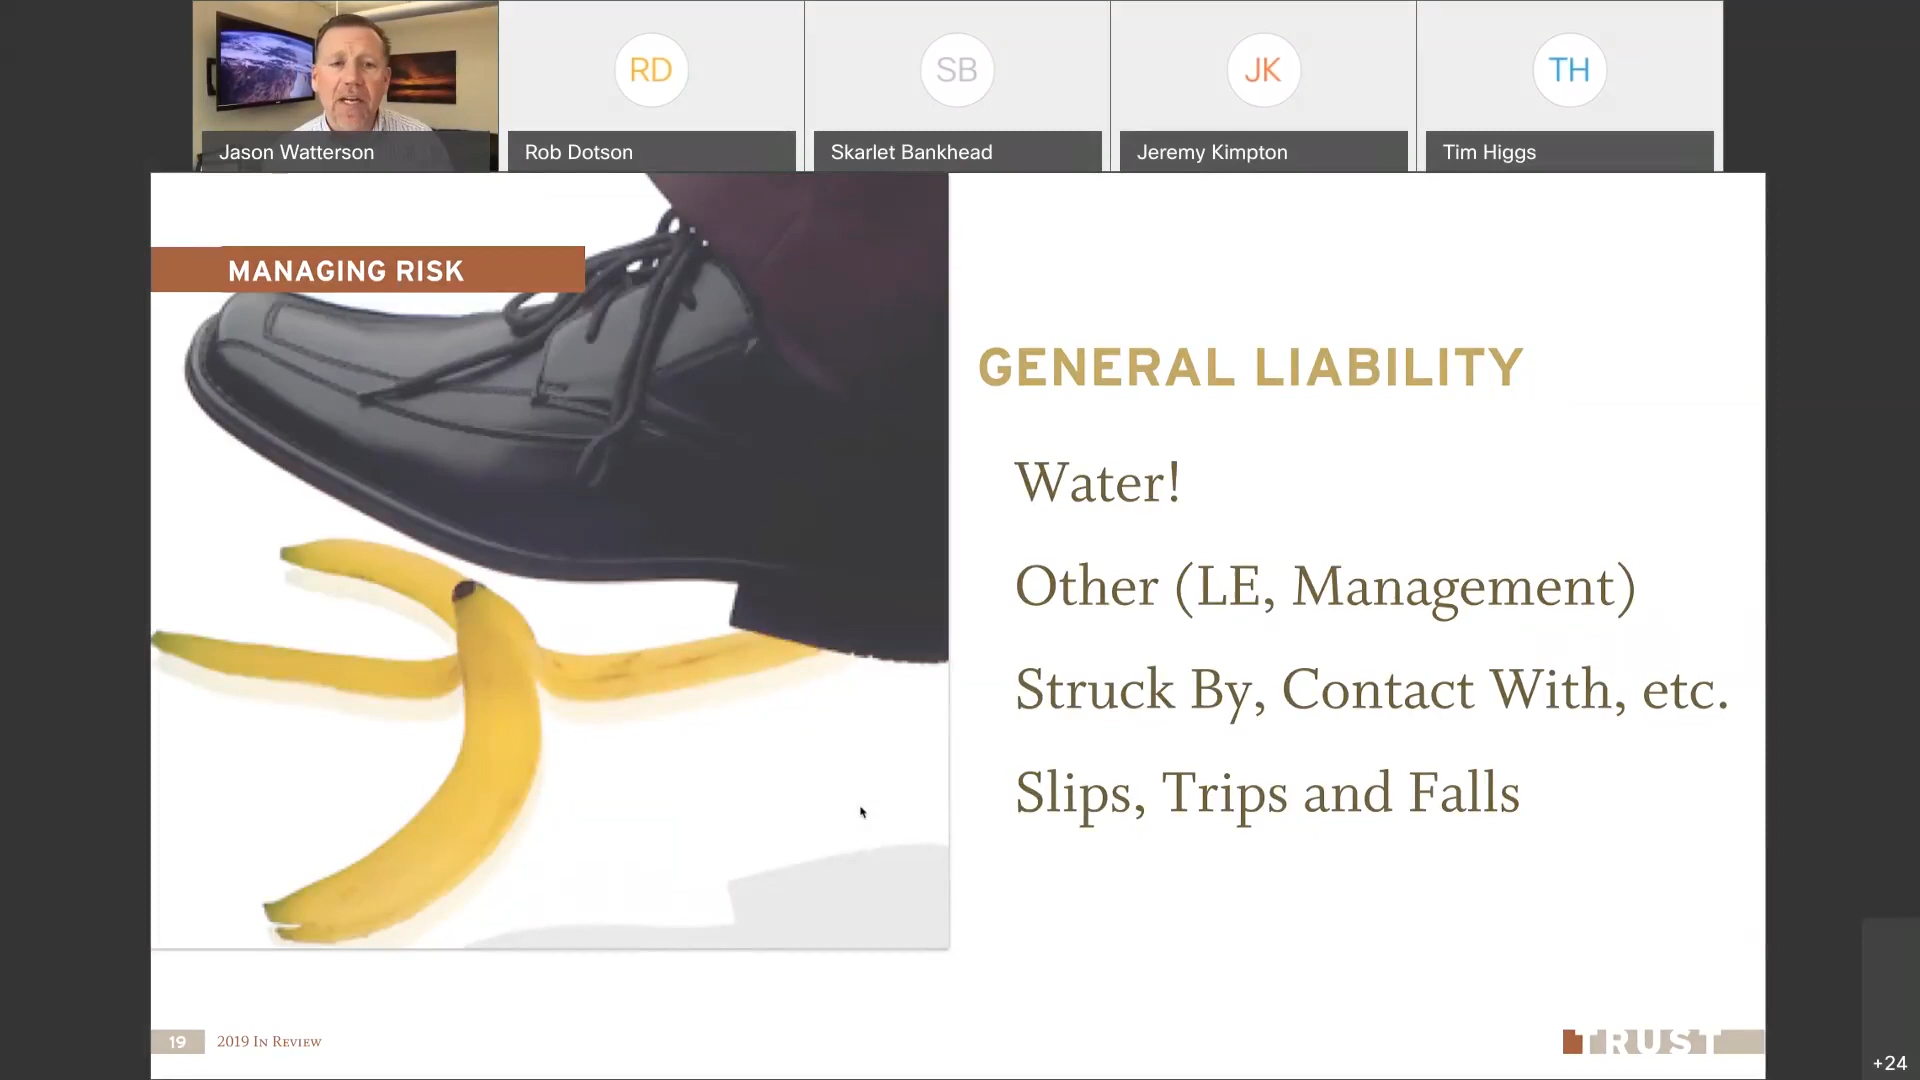 RD
SB
JK
TH
Jason Watterson
Rob Dotson
Skarlet Bankhead
Jeremy Kimpton
Tim Higgs
MANAGING RISK
GENERAL LIABILITY
Water!
Other (LE, Management)
Struck By, Contact With, etc.
Slips, Trips and Falls
19
2019 In Review
TRUST
+24